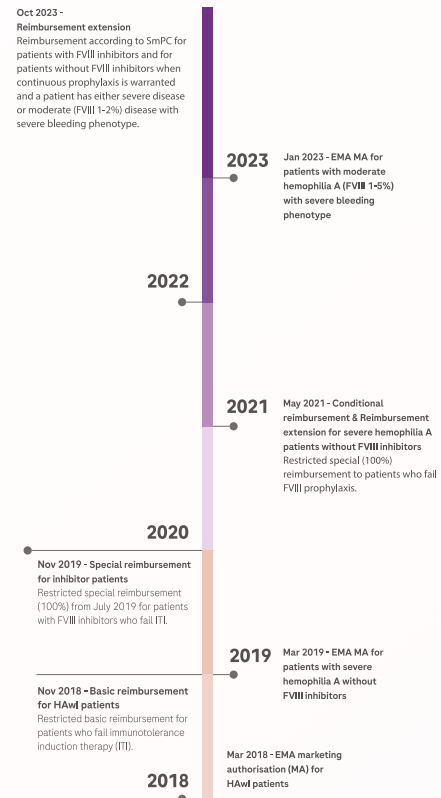 Oct 2023 -
Reimbursement extension
Reimbursement according to SmPC for
patients with FVIII inhibitors and for
patients without FVIII inhibitors when
continuous prophylaxis is warranted
and a patient has either severe disease
or moderate (FVIII 1-2%) disease with
severe bleeding phenotype.
2023
Jan 2023 - EMA MA for
patients with moderate
hemophilia A (FVIII 1-5%)
with severe bleeding
phenotype
2022
2021
May 2021 - Conditional
reimbursement & Reimbursement
extension for severe hemophilia A
patients without FVIII inhibitors
Restricted special (100%)
reimbursement to patients who fail
FVIII prophylaxis.
2020
Nov 2019 - Special reimbursement
for inhibitor patients
Restricted special reimbursement
(100%) from July 2019 for patients
with FVIII inhibitors who fail ITI.
2019
Mar 2019 - EMA MA for
patients with severe
hemophilia A without
FVIII inhibitors
Nov 2018 - Basic reimbursement
for HAwI patients
Restricted basic reimbursement for
patients who fail immunotolerance
induction therapy (ITI).
Mar 2018 - EMA marketing
authorisation (MA) for
HAwI patients
2018